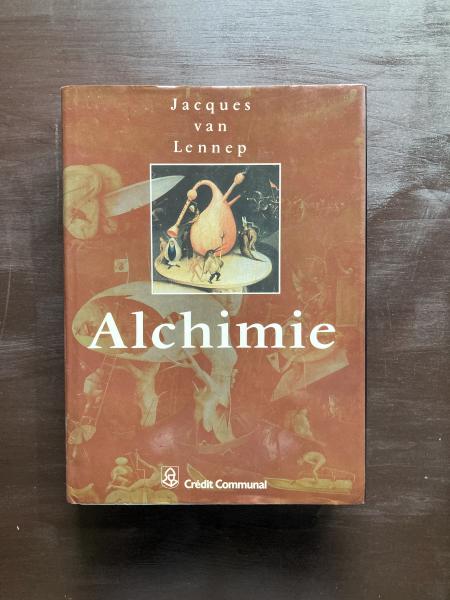 Jacques
van
Lennep
Alchimie
Crédit Communal